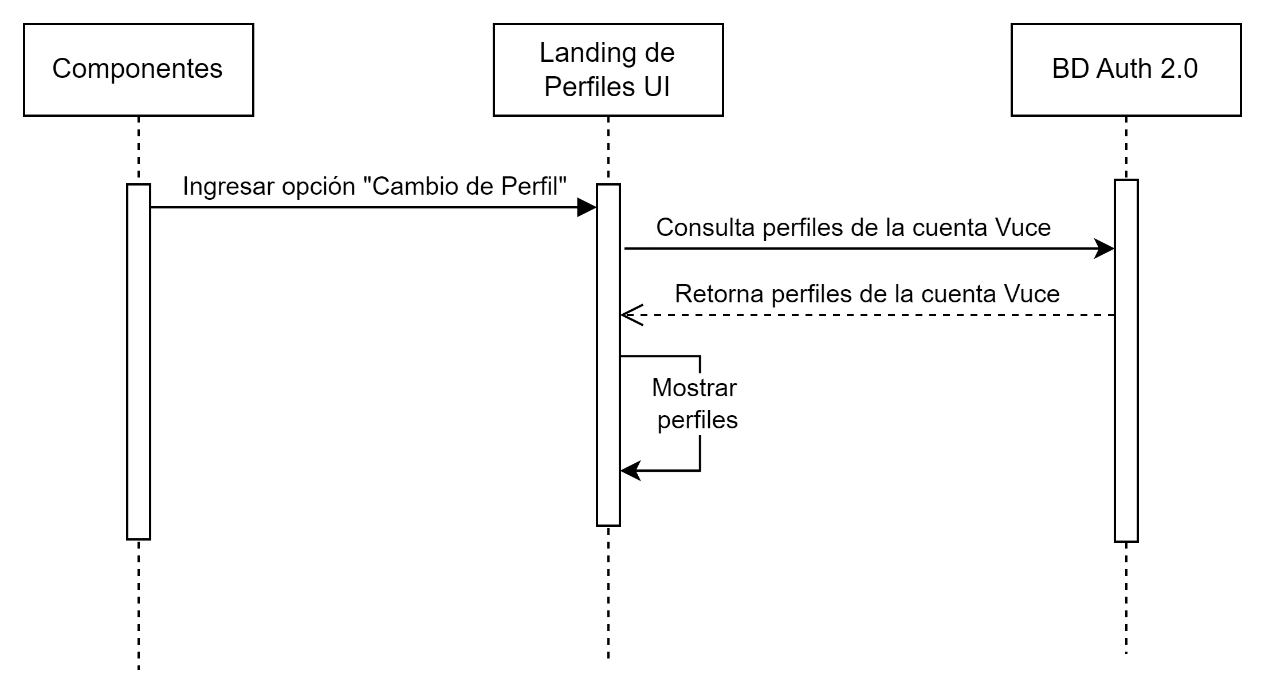 Componentes
Landing de
Perfiles UI
BD Auth 2.0
Ingresar opción "Cambio de Perfil"
Consulta perfiles de la cuenta Vuce
Retorna perfiles de la cuenta Vuce
Mostrar
perfiles